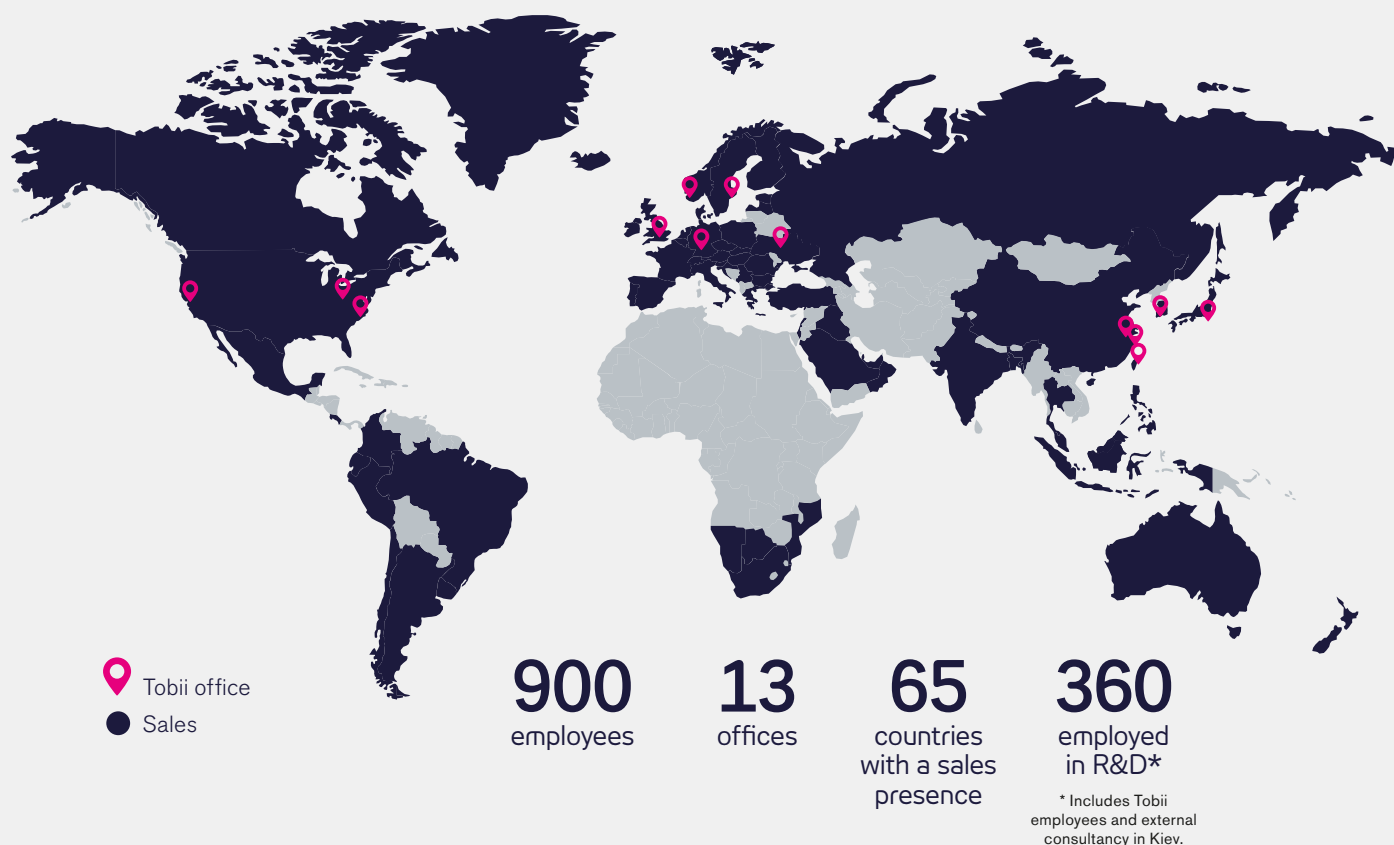 Tobii office
Sales
900
employees
13
offices
65
countries
with a sales
presence
360
employed
in R&D*
* Includes Tobii
employees and external
consultancy in Kiev.